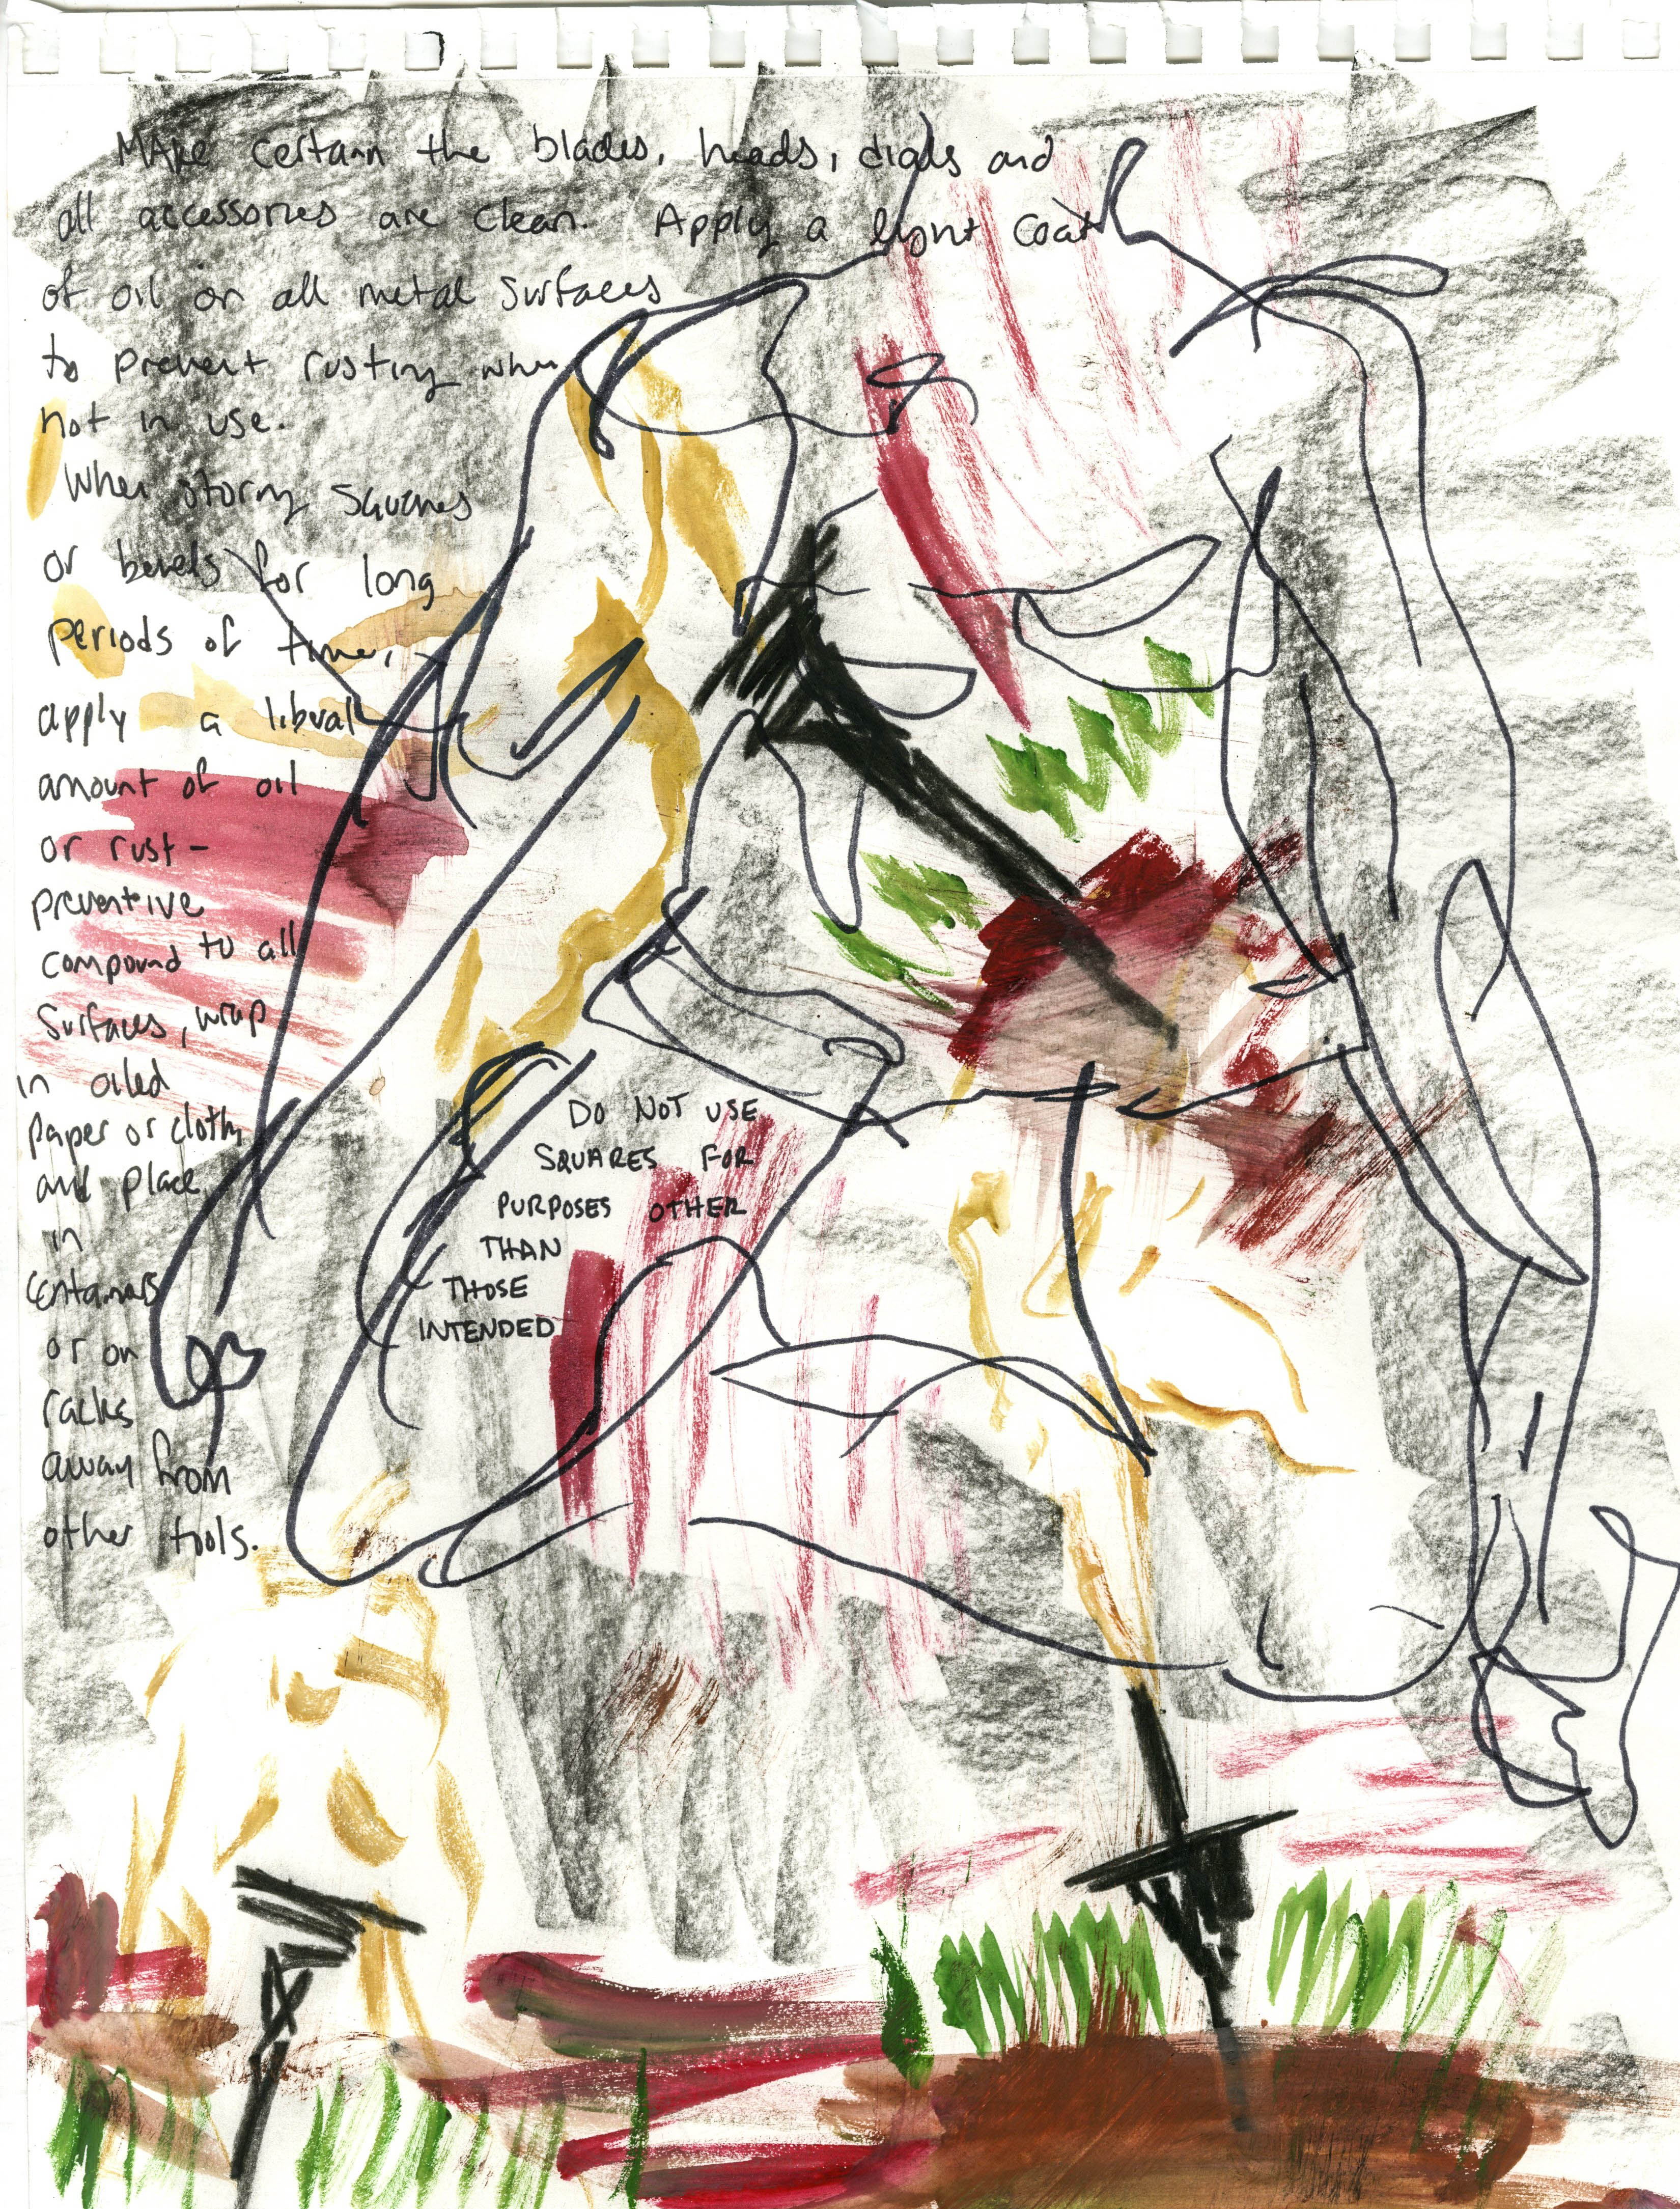 MAke certain the blades, heads, dials and
all accessories are clean. Apply a light coat
of oil on all metal surfaces
to prevent rusting when
not in use.
When storing squares
or bevels for long
periods of time,
apply a liberal
amount of oil
or rust-
preventive
compound to all
surfaces, wrap
in oiled
paper or cloth,
and place
in
containers
or on
racks
away from
other tools.
DO NOT USE
SQUARES FOR
PURPOSES OTHER
THAN
THOSE
INTENDED